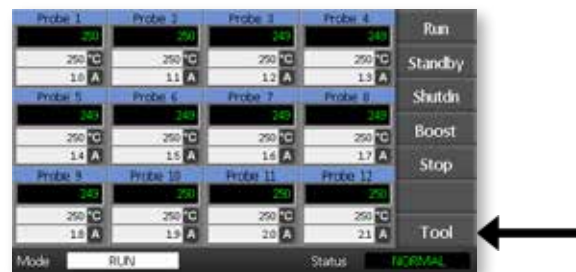 Probe 1 Probe 2 Probe 3 Probe 4 Run
250 250 249 249
250 °C 250 °C 250 °C 250 °C Standby
1.0 A 1.1 A 1.2 A 1.3 A
Probe 5 Probe 6 Probe 7 Probe 8 Shutdn
249 249 249 249
250 °C 250 °C 250 °C 250 °C Boost
1.4 A 1.5 A 1.6 A 1.7 A Stop
Probe 9 Probe 10 Probe 11 Probe 12
249 250 250 250
250 °C 250 °C 250 °C 250 °C
1.8 A 1.9 A 2.0 A 2.1 A Tool
Mode RUN Status NORMAL